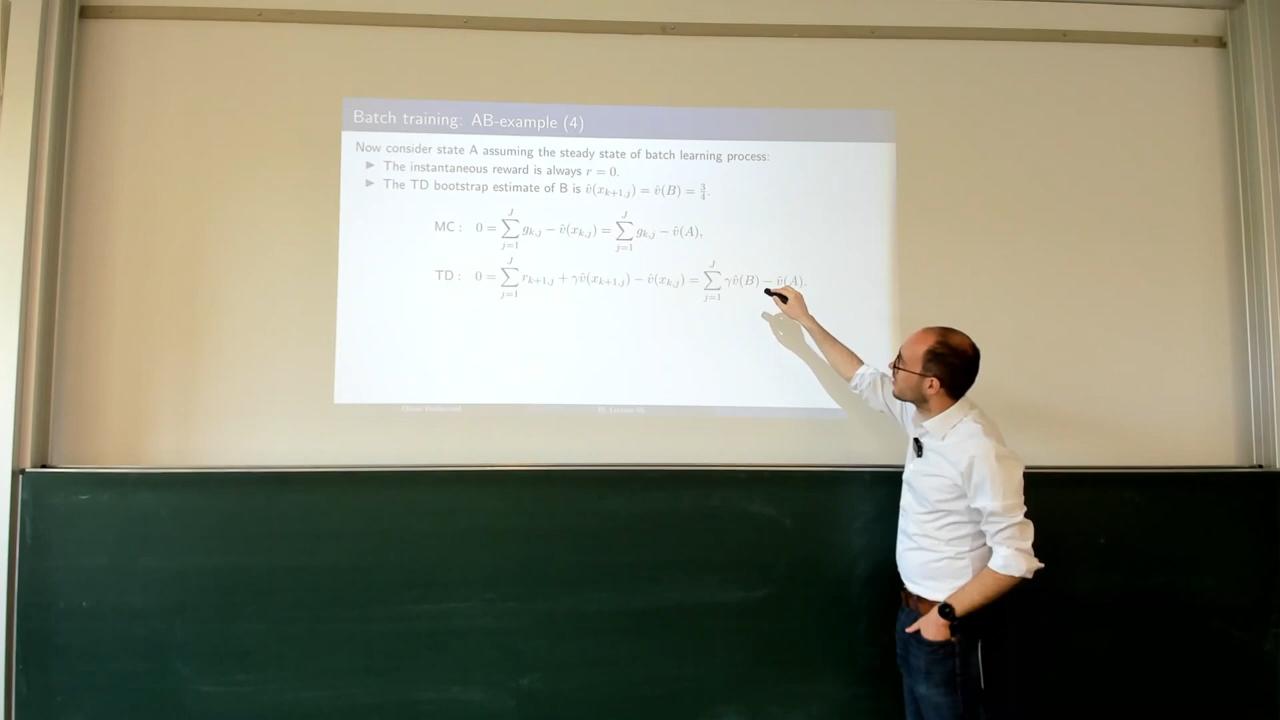 Batch training: AB-example (4)
Now consider state A assuming the steady state of batch learning process:
▶ The instantaneous reward is always r = 0.
▶ The TD bootstrap estimate of B is v̂(x_{k+1,j}) = v̂(B) = 3/4.
MC : 0 = ∑_{j=1}^{J} g_{k,j} − v̂(x_{k,j}) = ∑_{j=1}^{J} g_{k,j} − v̂(A),
TD : 0 = ∑_{j=1}^{J} r_{k+1,j} + γv̂(x_{k+1,j}) − v̂(x_{k,j}) = ∑_{j=1}^{J} γv̂(B) − v̂(A).